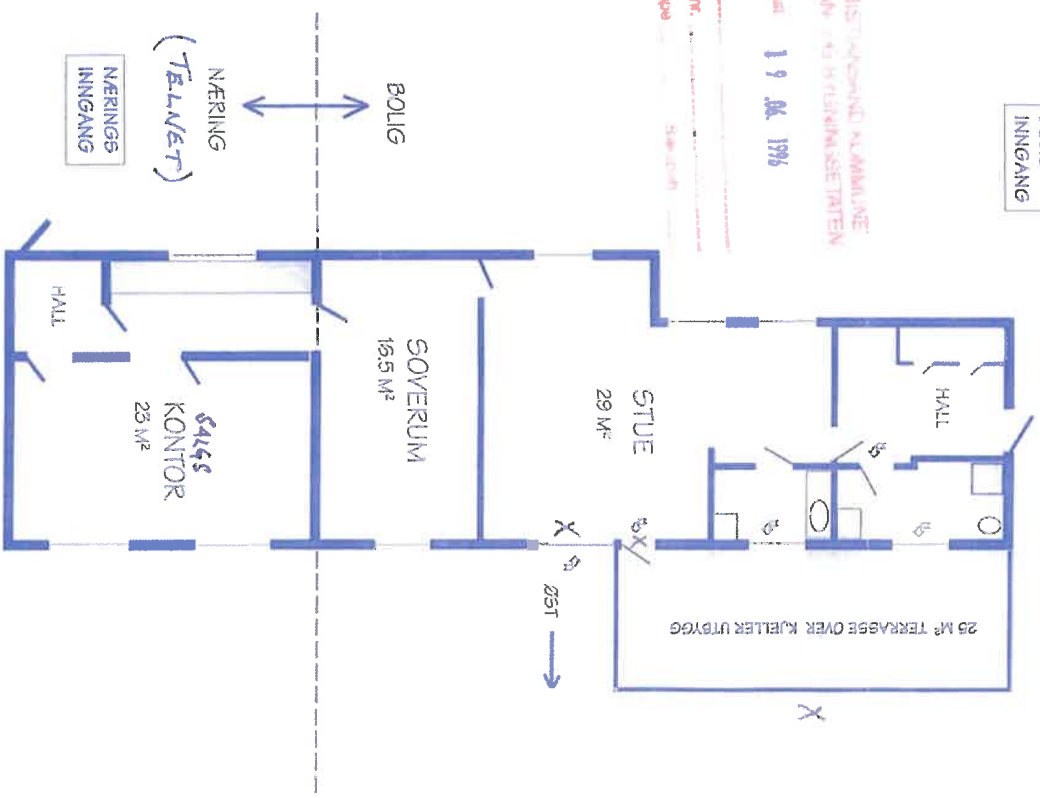 INNGANG
KOMMUNE
19 .06. 1996
BOLIG
NÆRING
(TELNET)
NÆRINGS
INNGANG
HALL
STUE
29 M²
SOVERUM
16.5 M²
SALGS
KONTOR
23 M²
HALL
ØST
25 M² TERRASSE OVER KJELLER UTBYGG
X
X
X